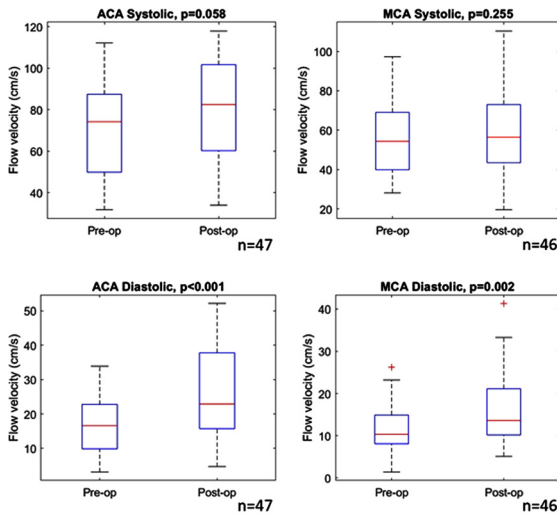 ACA Systolic, p=0.058
Flow velocity (cm/s)
120
100
80
60
40
Pre-op
Post-op
n=47
MCA Systolic, p=0.255
Flow velocity (cm/s)
100
80
60
40
20
Pre-op
Post-op
n=46
ACA Diastolic, p<0.001
Flow velocity (cm/s)
50
40
30
20
10
Pre-op
Post-op
n=47
MCA Diastolic, p=0.002
Flow velocity (cm/s)
40
30
20
10
0
Pre-op
Post-op
n=46